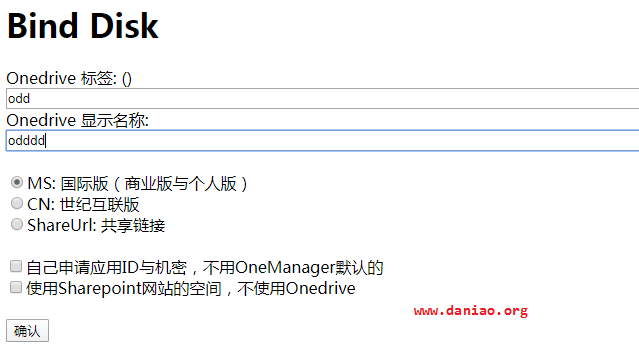 Bind Disk
Onedrive 标签: ()
odd
Onedrive 显示名称:
odddd
MS: 国际版（商业版与个人版）
CN: 世纪互联版
ShareUrl: 共享链接
自己申请应用ID与机密，不用OneManager默认的
使用Sharepoint网站的空间，不使用Onedrive
www.daniao.org
确认